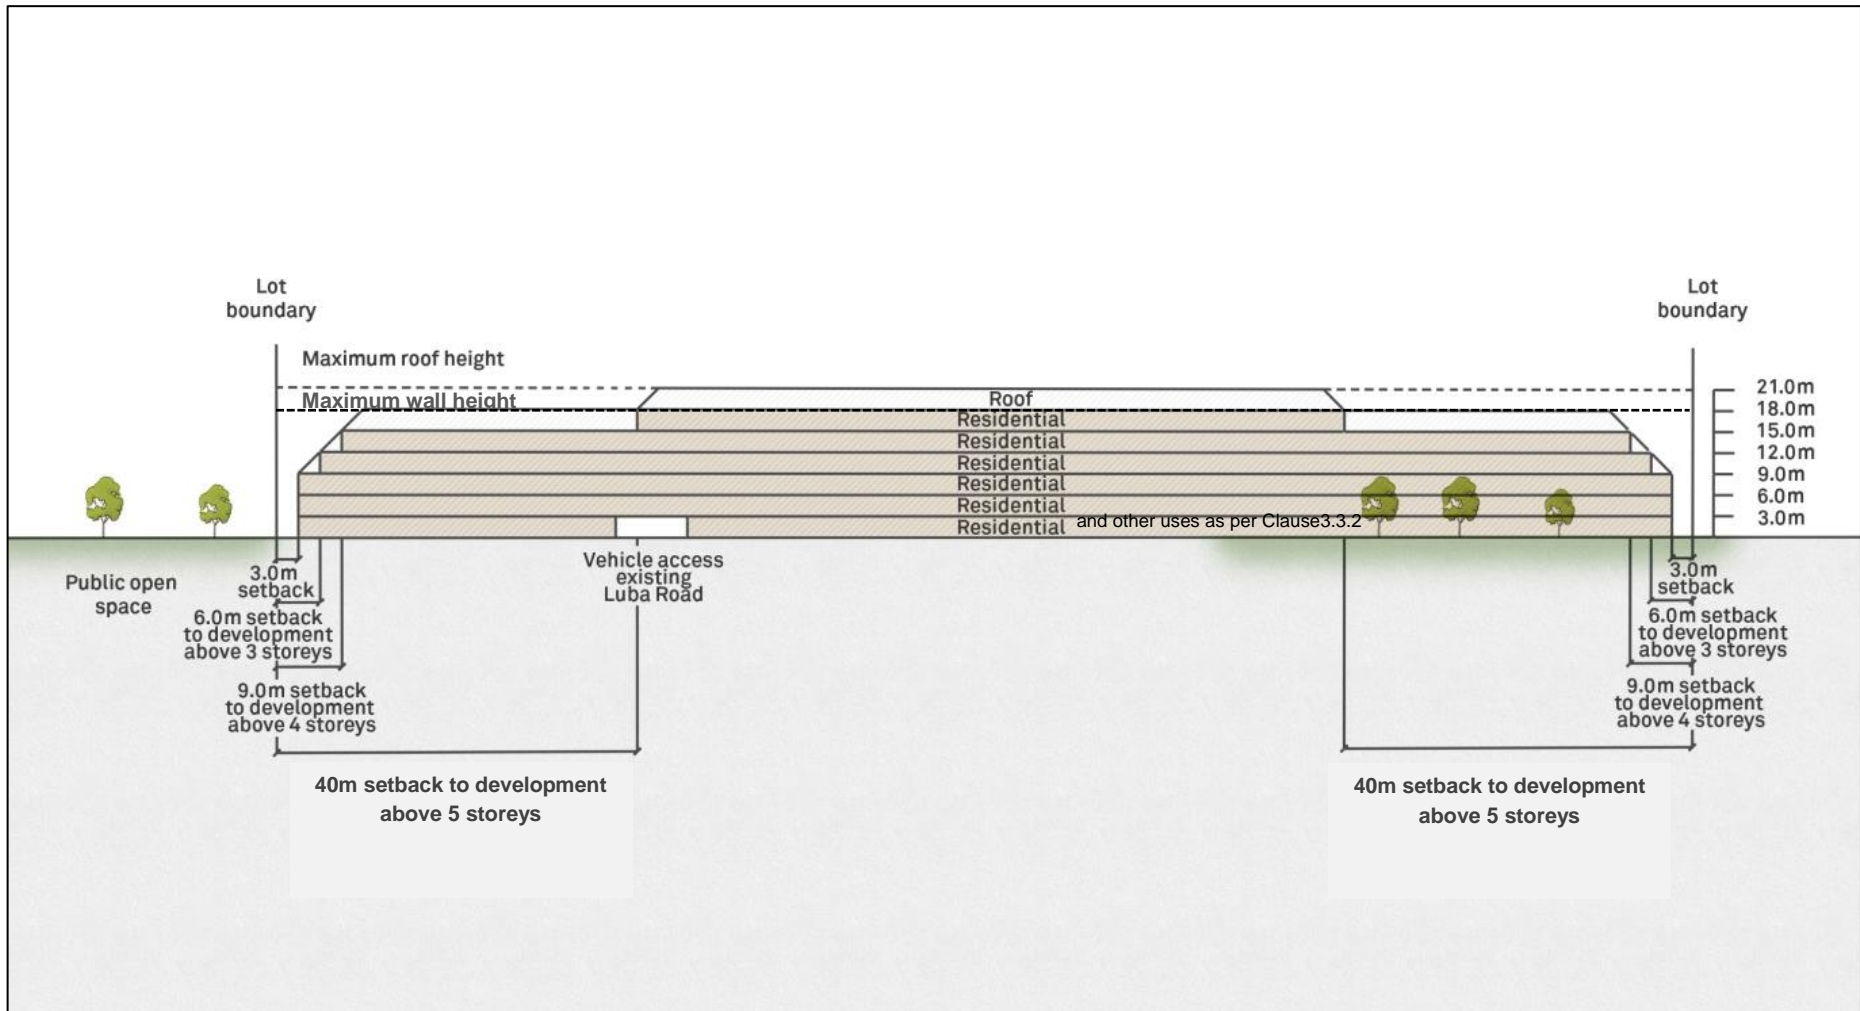 Lot
boundary
Lot
boundary
Maximum roof height
Maximum wall height
Roof
Residential
Residential
Residential
Residential
Residential
Residential and other uses as per Clause3.3.2
21.0m
18.0m
15.0m
12.0m
9.0m
6.0m
3.0m
Public open
space
3.0m
setback
6.0m setback
to development
above 3 storeys
9.0m setback
to development
above 4 storeys
40m setback to development
above 5 storeys
Vehicle access
existing
Luba Road
3.0m
setback
6.0m setback
to development
above 3 storeys
9.0m setback
to development
above 4 storeys
40m setback to development
above 5 storeys